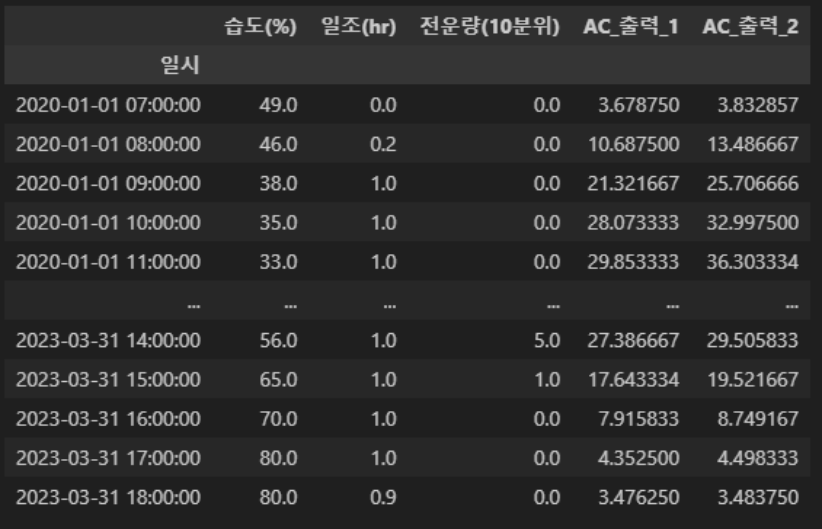 습도(%) 일조(hr) 전운량(10분위) AC_출력_1 AC_출력_2
일시
2020-01-01 07:00:00 49.0 0.0 0.0 3.678750 3.832857
2020-01-01 08:00:00 46.0 0.2 0.0 10.687500 13.486667
2020-01-01 09:00:00 38.0 1.0 0.0 21.321667 25.706666
2020-01-01 10:00:00 35.0 1.0 0.0 28.073333 32.997500
2020-01-01 11:00:00 33.0 1.0 0.0 29.853333 36.303334
... ... ... ... ... ...
2023-03-31 14:00:00 56.0 1.0 5.0 27.386667 29.505833
2023-03-31 15:00:00 65.0 1.0 1.0 17.643334 19.521667
2023-03-31 16:00:00 70.0 1.0 0.0 7.915833 8.749167
2023-03-31 17:00:00 80.0 1.0 0.0 4.352500 4.498333
2023-03-31 18:00:00 80.0 0.9 0.0 3.476250 3.483750